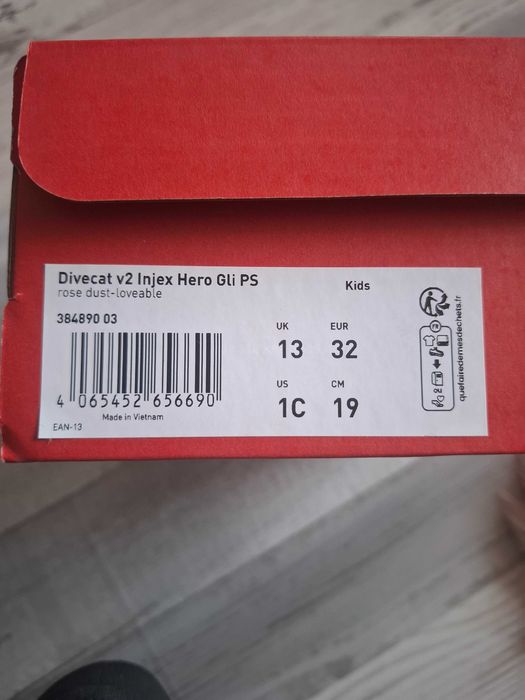 Divecat v2 Injex Hero Gli PS
rose dust-loveable
Kids
384890 03
4 065452 656690
Made in Vietnam
EAN-13
UK
13
EUR
32
US
1C
CM
19
FR
quefairedemesdechets.fr